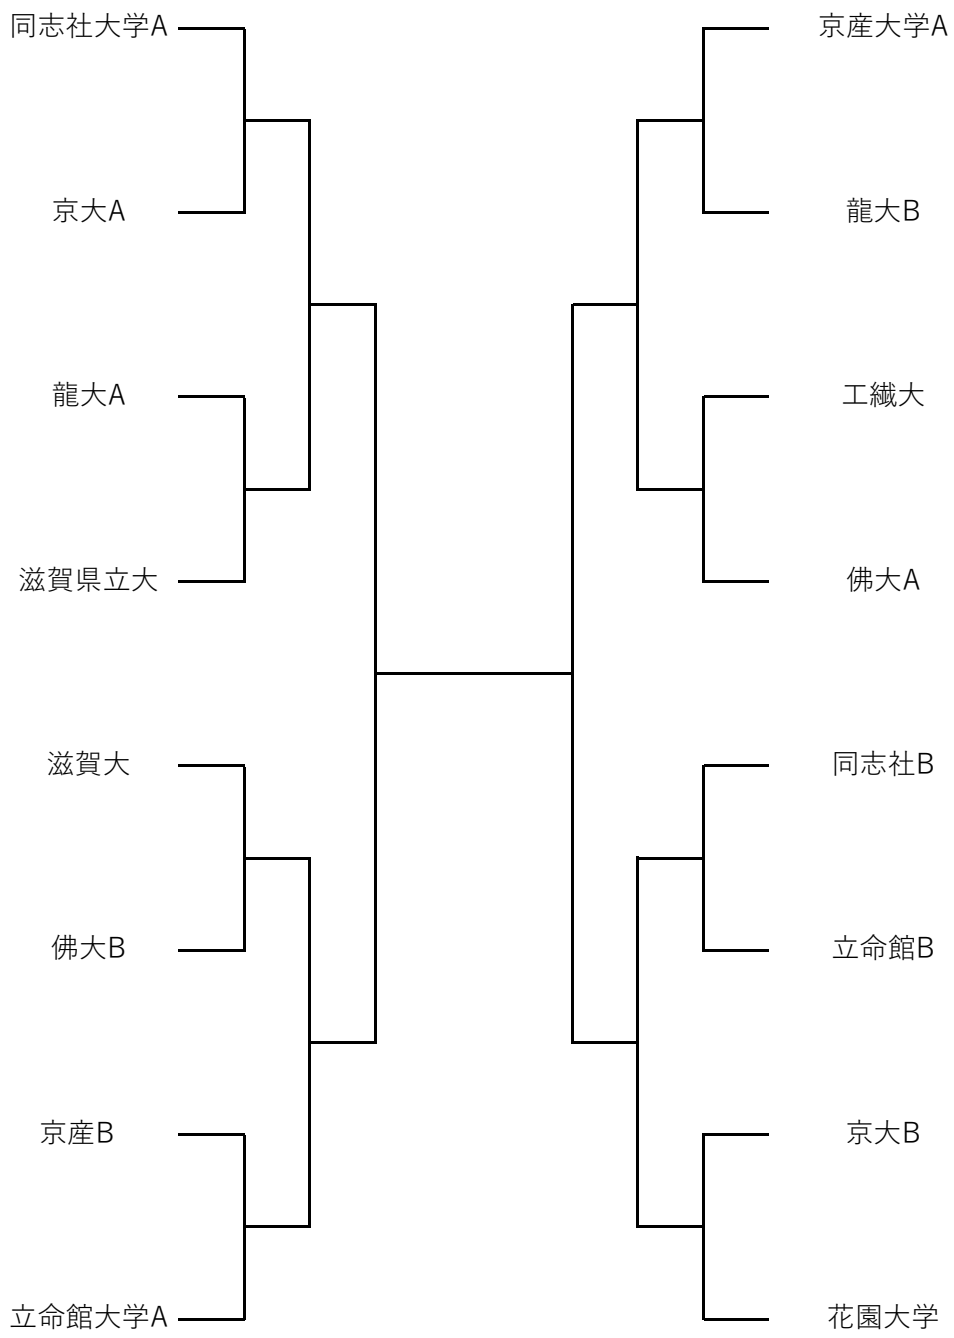 同志社大学A
京大A
龍大A
滋賀県立大
滋賀大
佛大B
京産B
立命館大学A
京産大学A
龍大B
工繊大
佛大A
同志社B
立命館B
京大B
花園大学